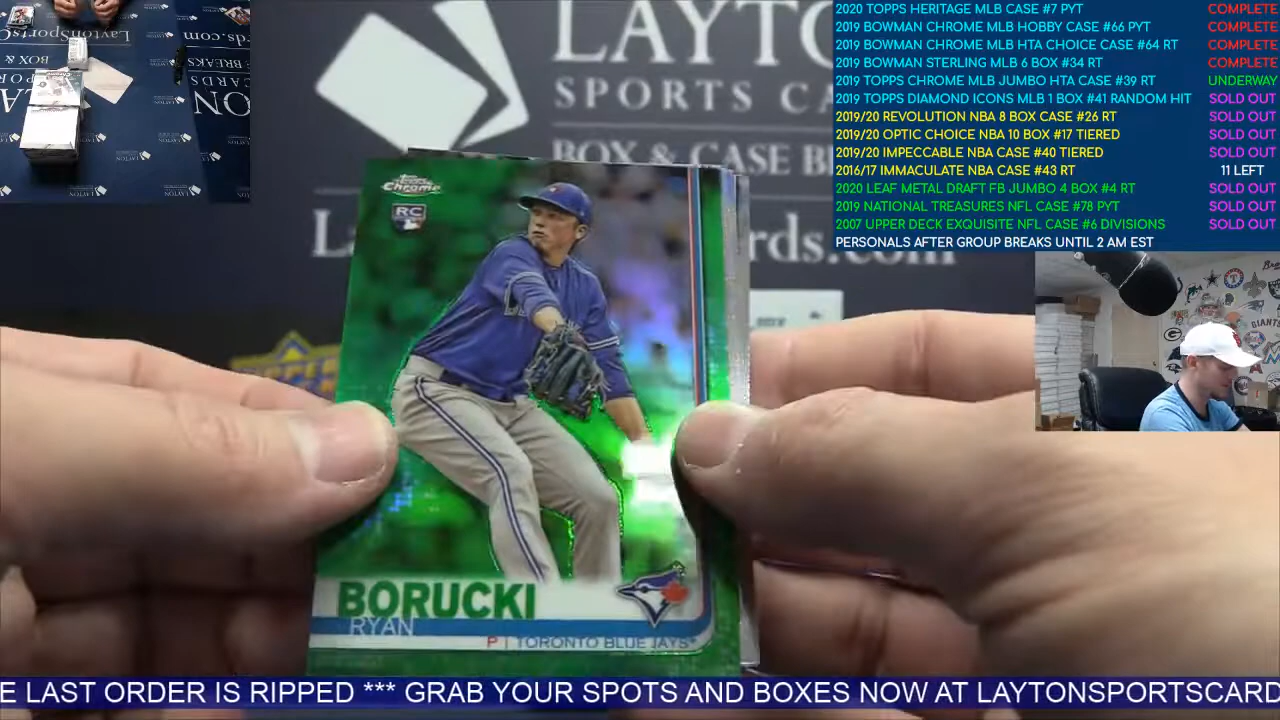 2020 TOPPS HERITAGE MLB CASE #7 PYT COMPLETE
2019 BOWMAN CHROME MLB HOBBY CASE #66 PYT COMPLETE
2019 BOWMAN CHROME MLB HTA CHOICE CASE #64 RT COMPLETE
2019 BOWMAN STERLING MLB 6 BOX #34 RT COMPLETE
2019 TOPPS CHROME MLB JUMBO HTA CASE #39 RT UNDERWAY
2019 TOPPS DIAMOND ICONS MLB 1 BOX #41 RANDOM HIT SOLD OUT
2019/20 REVOLUTION NBA 8 BOX CASE #26 RT SOLD OUT
2019/20 OPTIC CHOICE NBA 10 BOX #17 TIERED SOLD OUT
2019/20 IMPECCABLE NBA CASE #40 TIERED SOLD OUT
2016/17 IMMACULATE NBA CASE #43 RT 11 LEFT
2020 LEAF METAL DRAFT FB JUMBO 4 BOX #4 RT SOLD OUT
2019 NATIONAL TREASURES NFL CASE #78 PYT SOLD OUT
2007 UPPER DECK EXQUISITE NFL CASE #6 DIVISIONS SOLD OUT
PERSONALS AFTER GROUP BREAKS UNTIL 2 AM EST
LAYTO
SPORTS CA
BOX & CASE B
La
rds.com
Chrome
RC
BORUCKI
RYAN
P | TORONTO BLUE JAYS
E LAST ORDER IS RIPPED *** GRAB YOUR SPOTS AND BOXES NOW AT LAYTONSPORTSCARD